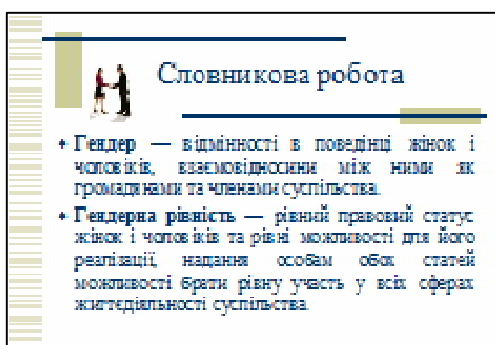 Словникова робота
Гендер — відмінності в поведінці жінок і
чоловіків, взаємовідносини між ними як
громадянами та членами суспільства.
Гендерна рівність — рівний правовий статус
жінок і чоловіків та рівні можливості для його
реалізації, надання особам обох статей
можливості брати рівну участь у всіх сферах
життєдіяльності суспільства.